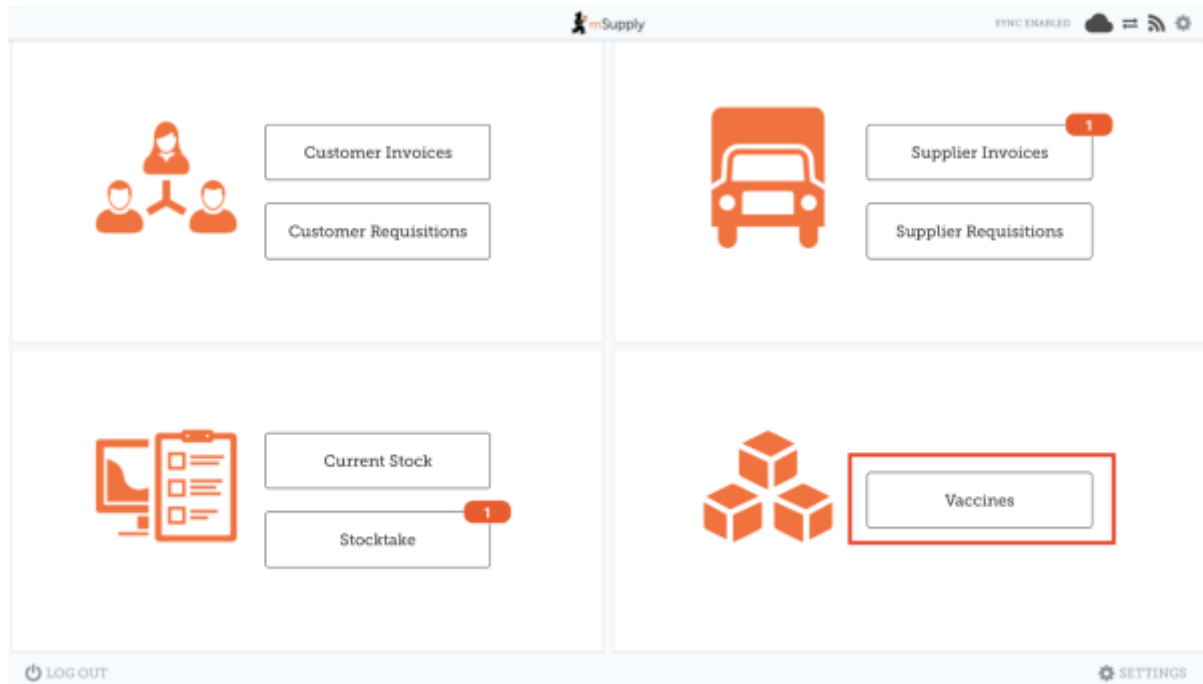 mSupply
SYNC ENABLED
Customer Invoices
Customer Requisitions
1
Supplier Invoices
Supplier Requisitions
Current Stock
1
Stocktake
Vaccines
LOG OUT
SETTINGS